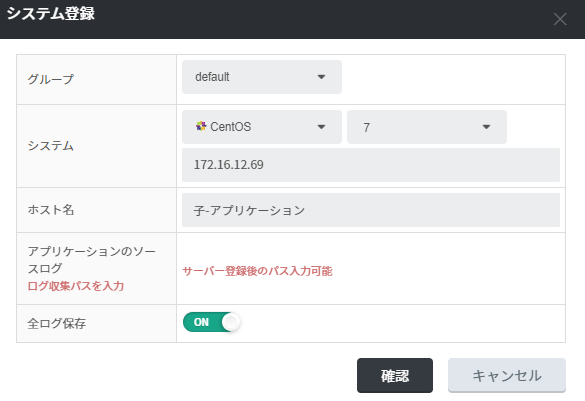 システム登録
グループ
default
システム
CentOS
7
172.16.12.69
ホスト名
子-アプリケーション
アプリケーションのソー
スログ
ログ収集パスを入力
サーバー登録後のパス入力可能
全ログ保存
ON
確認
キャンセル